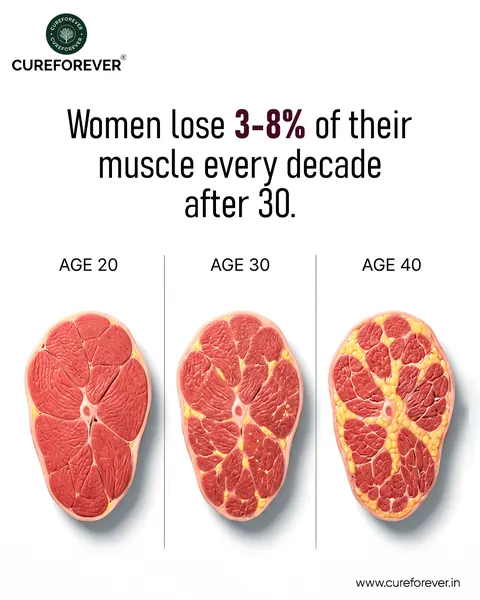 CUREFOREVER
CUREFOREVER
CUREFOREVER®
Women lose 3-8% of their
muscle every decade
after 30.
AGE 20
AGE 30
AGE 40
www.cureforever.in